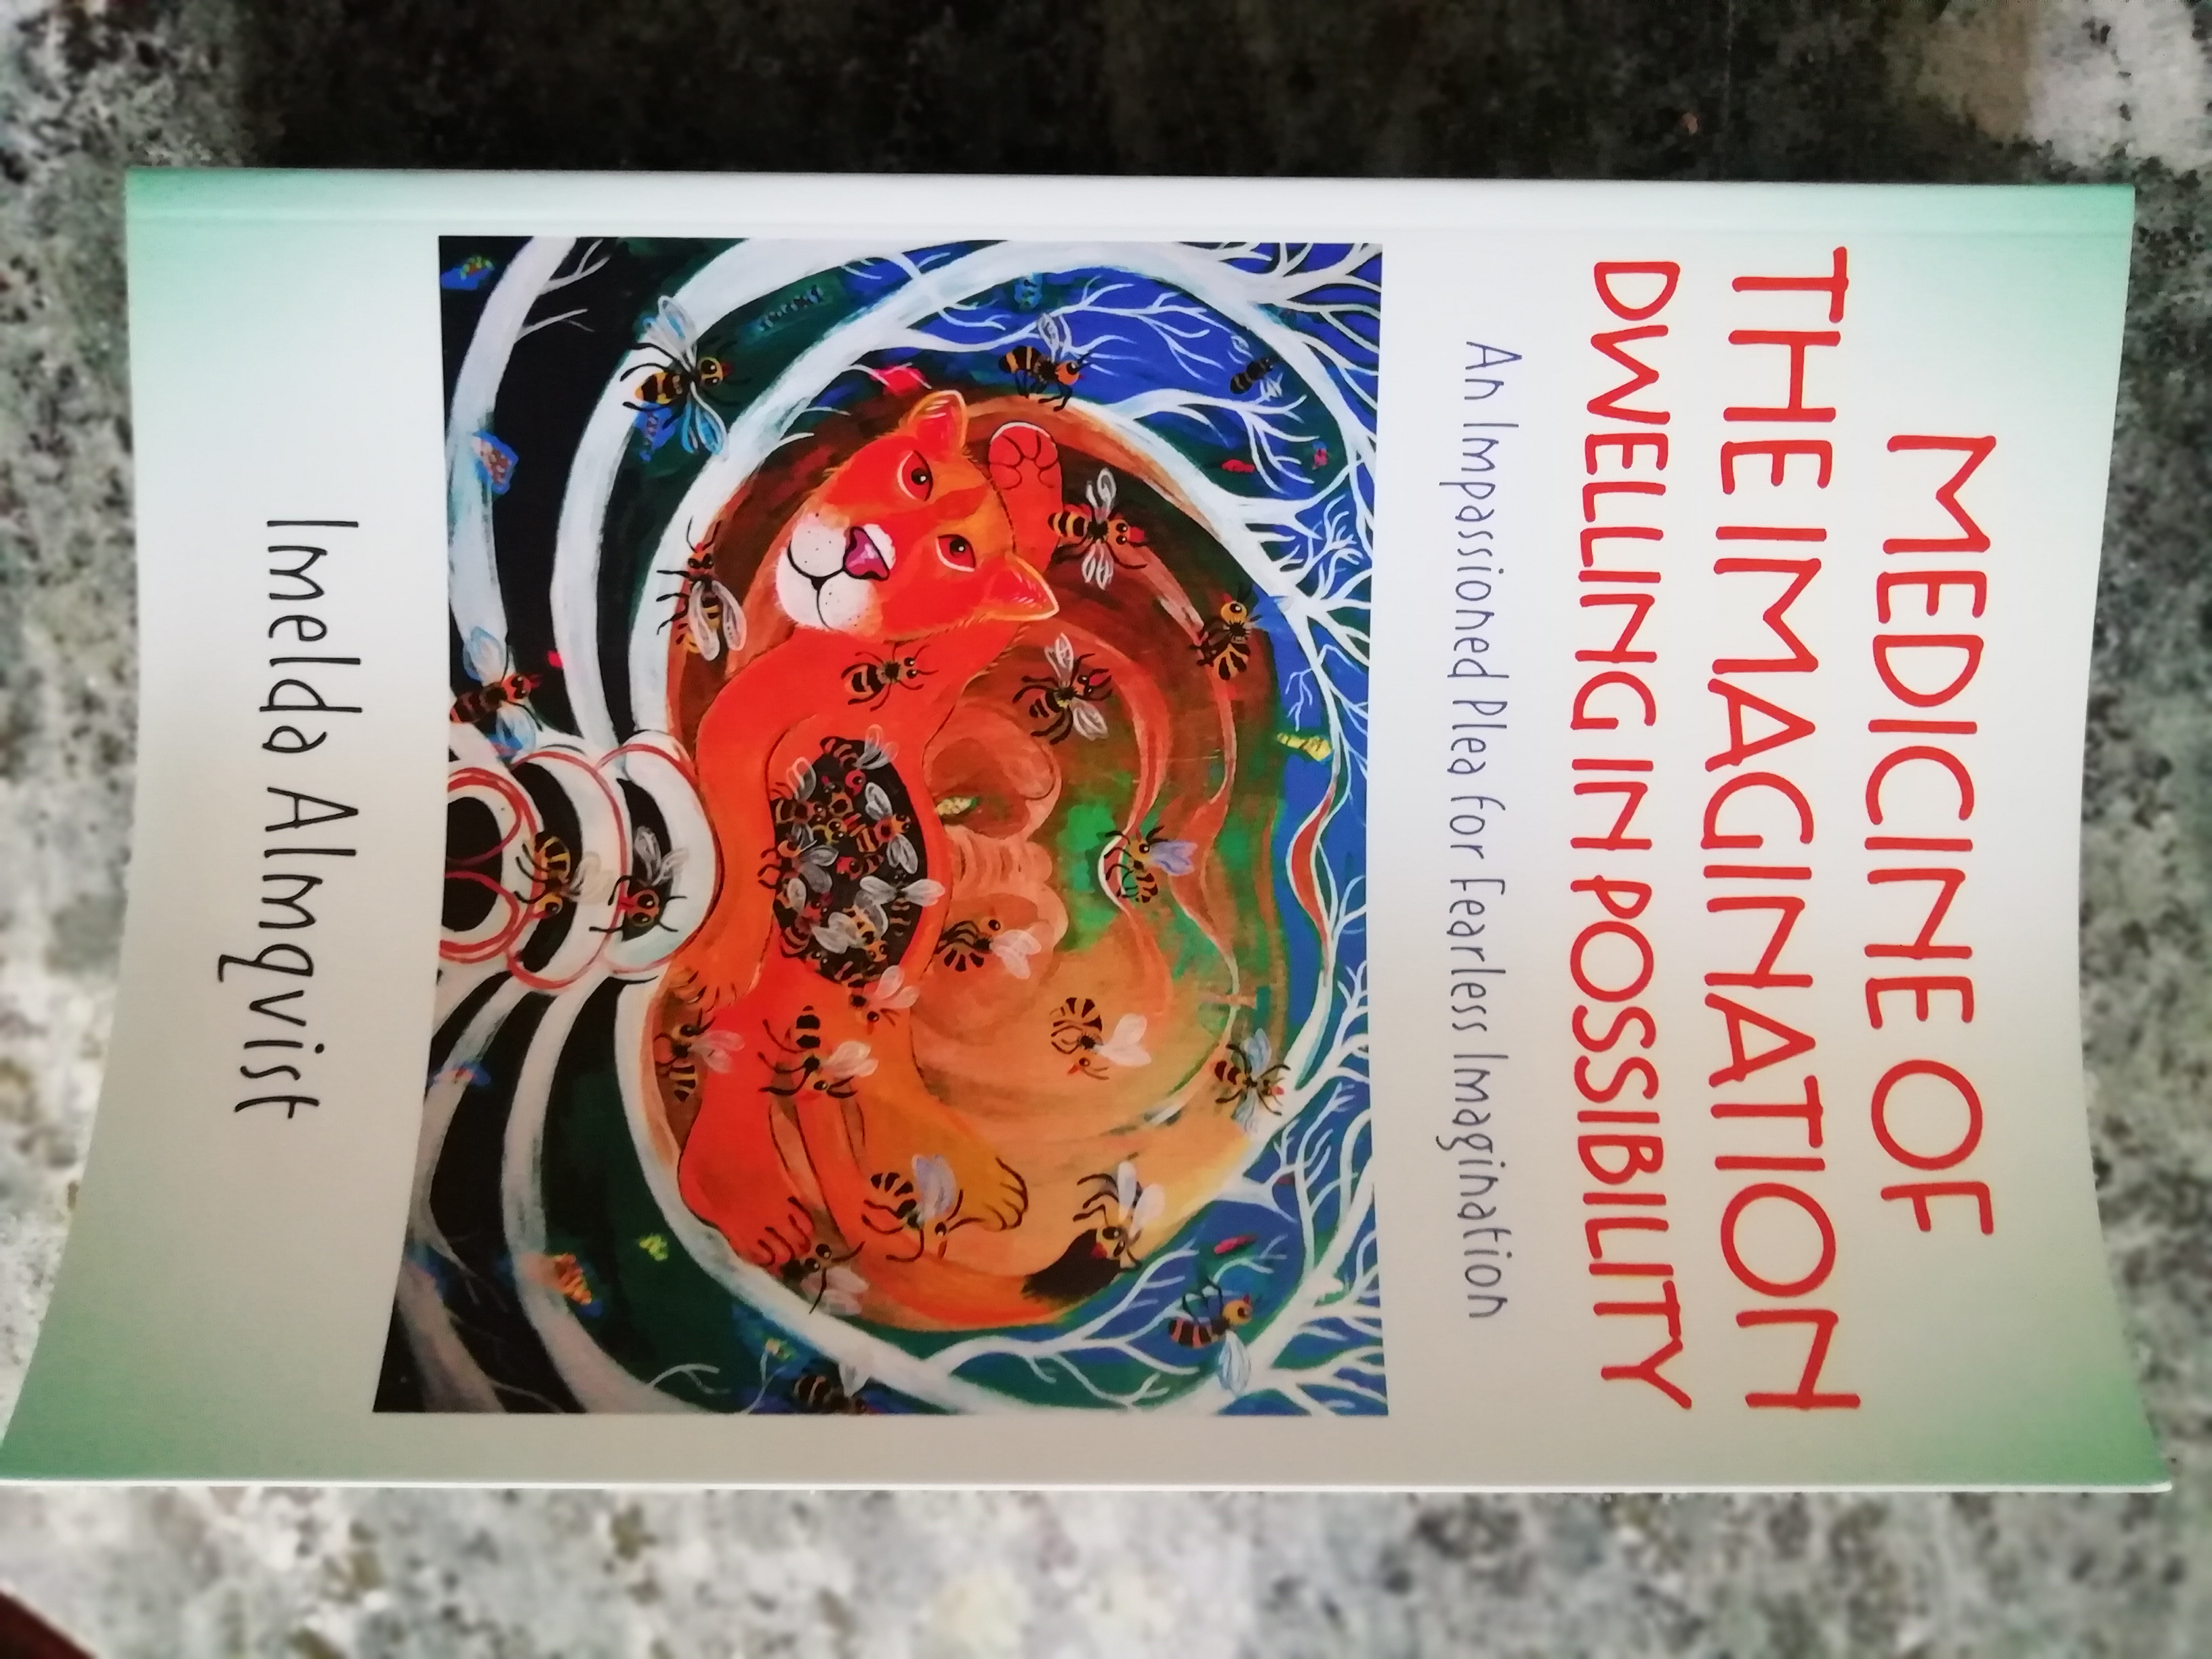 MEDICINE OF
THE IMAGINATION
DWELLING IN POSSIBILITY
An Impassioned Plea for Fearless Imagination
Imelda Almqvist